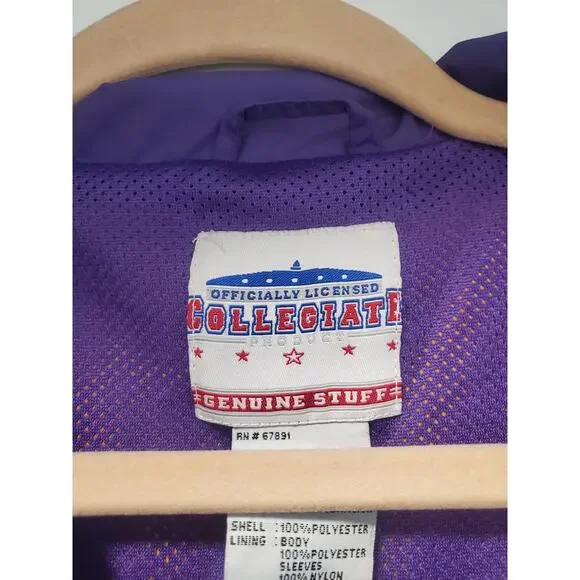 OFFICIALLY LICENSED
COLLEGIATE
PRODUCT
GENUINE STUFF
RN # 67891
SHELL : 100% POLYESTER
LINING : BODY
100% POLYESTER
SLEEVES
100% NYLON